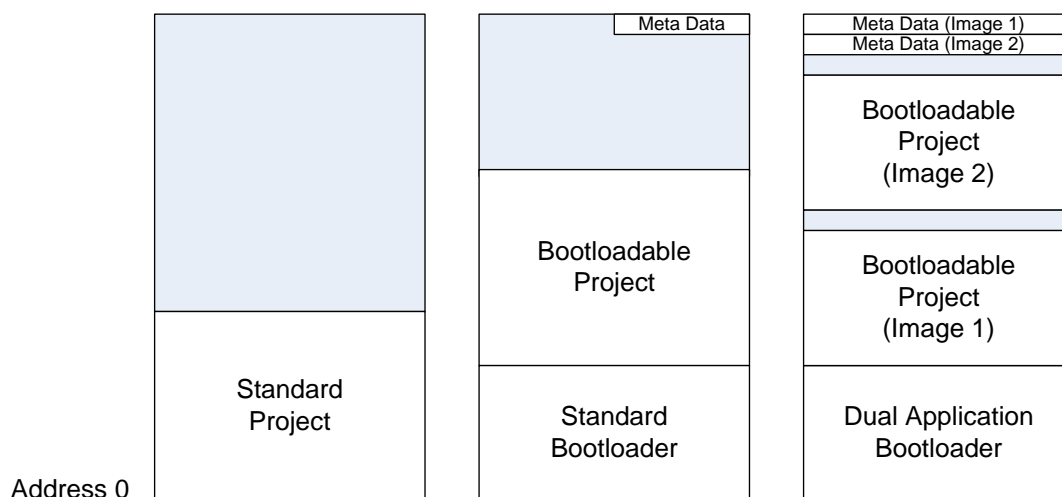 Meta Data
Meta Data (Image 1)
Meta Data (Image 2)
Bootloadable
Project
(Image 2)
Bootloadable
Project
Bootloadable
Project
(Image 1)
Standard
Project
Standard
Bootloader
Dual Application
Bootloader
Address 0